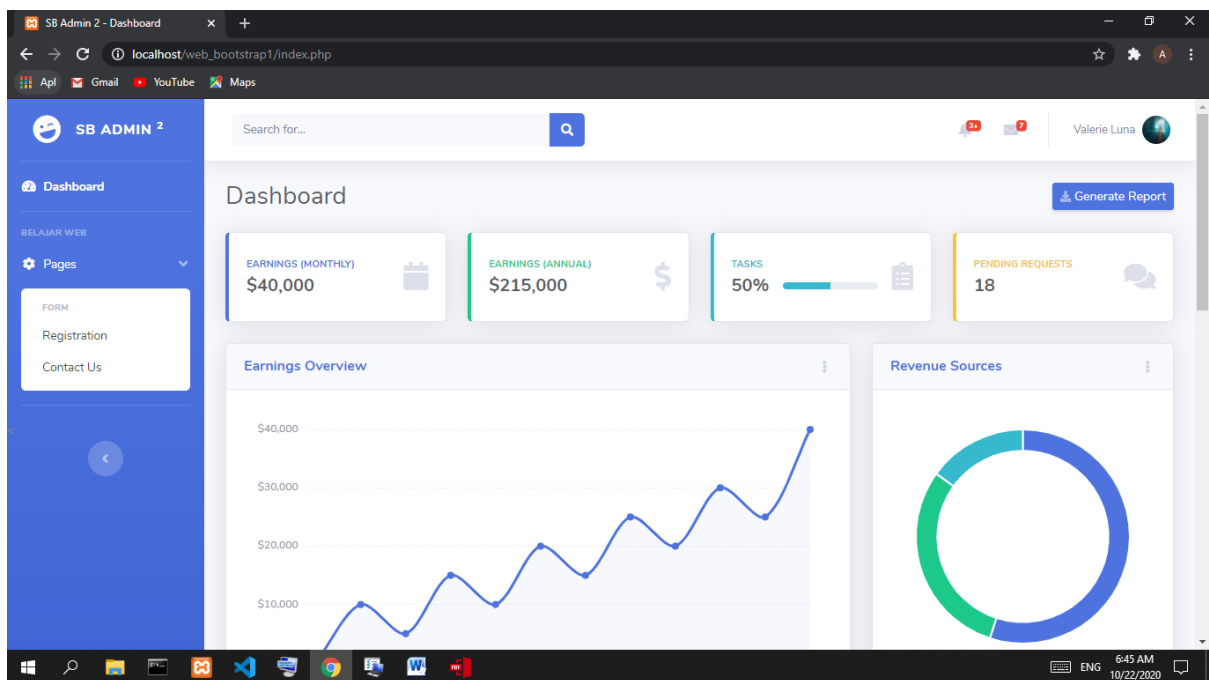 SB Admin 2 - Dashboard
localhost/web_bootstrap1/index.php
A
Apl Gmail YouTube Maps
SB ADMIN 2
Search for...
3+
7
Valerie Luna
Dashboard
BELAJAR WEB
Pages
FORM
Registration
Contact Us
Dashboard
Generate Report
EARNINGS (MONTHLY)
$40,000
EARNINGS (ANNUAL)
$215,000
TASKS
50%
PENDING REQUESTS
18
Earnings Overview
$40,000
$30,000
$20,000
$10,000
Revenue Sources
ENG
6:45 AM
10/22/2020